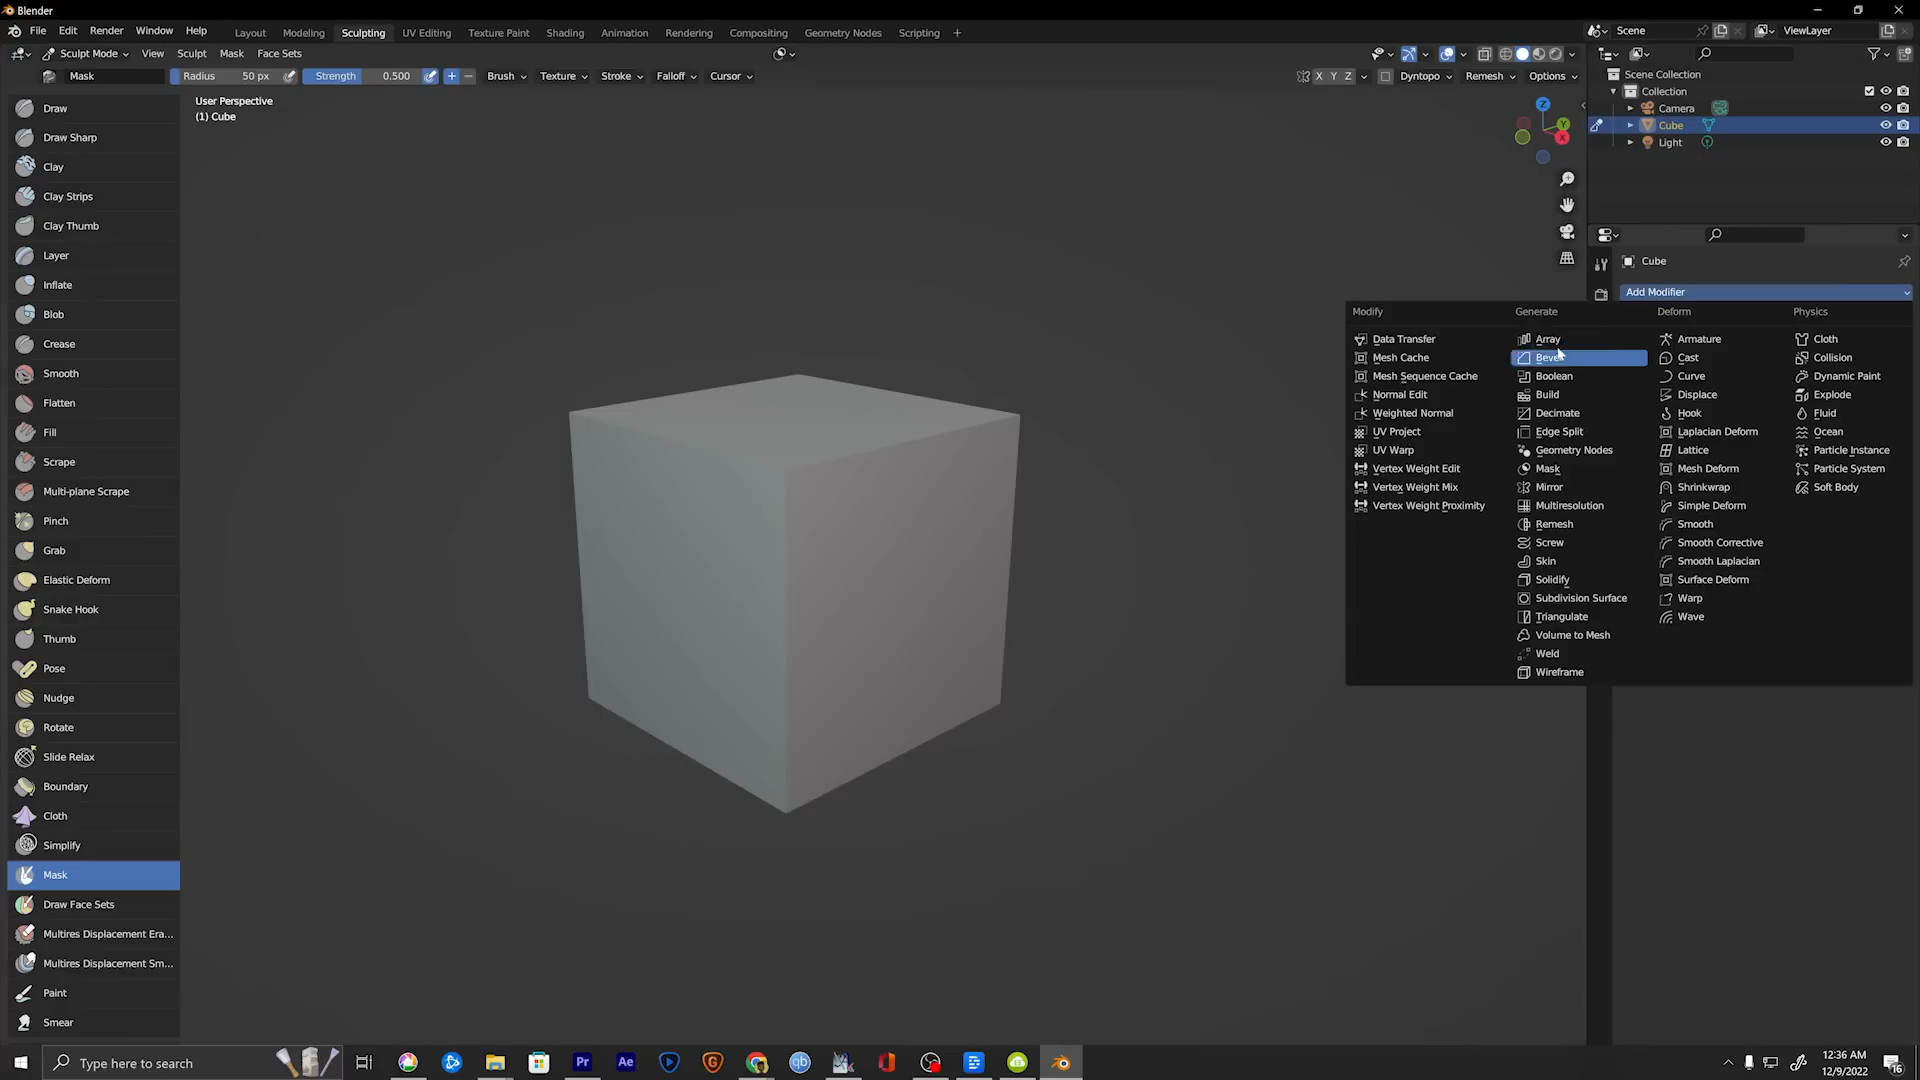 Blender
File Edit Render Window Help
Layout Modeling Sculpting UV Editing Texture Paint Shading Animation Rendering Compositing Geometry Nodes Scripting +
Scene
ViewLayer
Sculpt Mode View Sculpt Mask Face Sets
Mask Radius 50 px Strength 0.500 + − Brush Texture Stroke Falloff Cursor
X Y Z Dyntopo Remesh Options
User Perspective
(1) Cube
Draw
Draw Sharp
Clay
Clay Strips
Clay Thumb
Layer
Inflate
Blob
Crease
Smooth
Flatten
Fill
Scrape
Multi-plane Scrape
Pinch
Grab
Elastic Deform
Snake Hook
Thumb
Pose
Nudge
Rotate
Slide Relax
Boundary
Cloth
Simplify
Mask
Draw Face Sets
Multires Displacement Era...
Multires Displacement Sm...
Paint
Smear
Z
Y
X
Scene Collection
Collection
Camera
Cube
Light
Cube
Add Modifier
Modify
Data Transfer
Mesh Cache
Mesh Sequence Cache
Normal Edit
Weighted Normal
UV Project
UV Warp
Vertex Weight Edit
Vertex Weight Mix
Vertex Weight Proximity
Generate
Array
Bevel
Boolean
Build
Decimate
Edge Split
Geometry Nodes
Mask
Mirror
Multiresolution
Remesh
Screw
Skin
Solidify
Subdivision Surface
Triangulate
Volume to Mesh
Weld
Wireframe
Deform
Armature
Cast
Curve
Displace
Hook
Laplacian Deform
Lattice
Mesh Deform
Shrinkwrap
Simple Deform
Smooth
Smooth Corrective
Smooth Laplacian
Surface Deform
Warp
Wave
Physics
Cloth
Collision
Dynamic Paint
Explode
Fluid
Ocean
Particle Instance
Particle System
Soft Body
Type here to search
Pr
Ae
G
qb
12:36 AM
12/9/2022
16